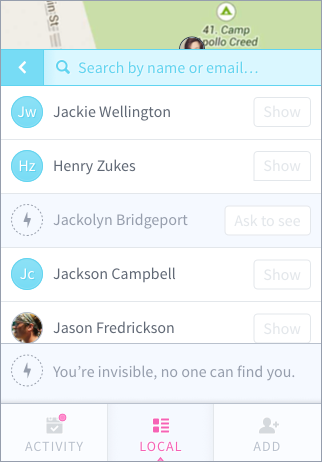 in St
41. Camp
pollo Creed
Search by name or email…
Jw Jackie Wellington Show
Hz Henry Zukes Show
Jackolyn Bridgeport Ask to see
Jc Jackson Campbell Show
Jason Fredrickson Show
You’re invisible, no one can find you.
ACTIVITY LOCAL ADD